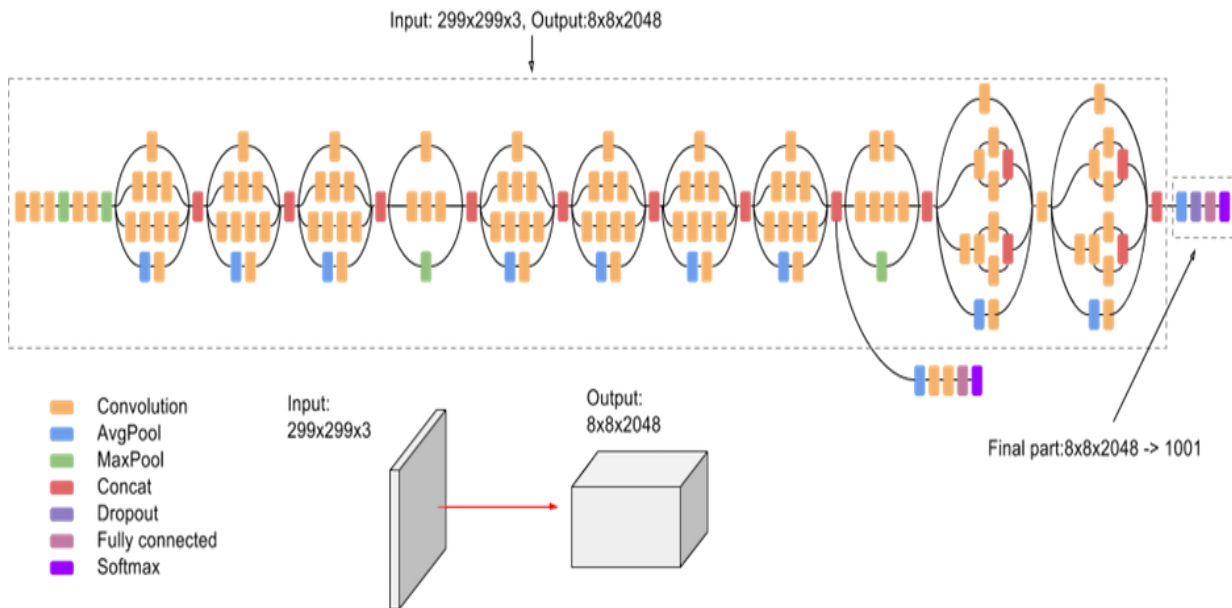 Input: 299x299x3, Output:8x8x2048
Convolution
AvgPool
MaxPool
Concat
Dropout
Fully connected
Softmax
Input:
299x299x3
Output:
8x8x2048
Final part:8x8x2048 -> 1001